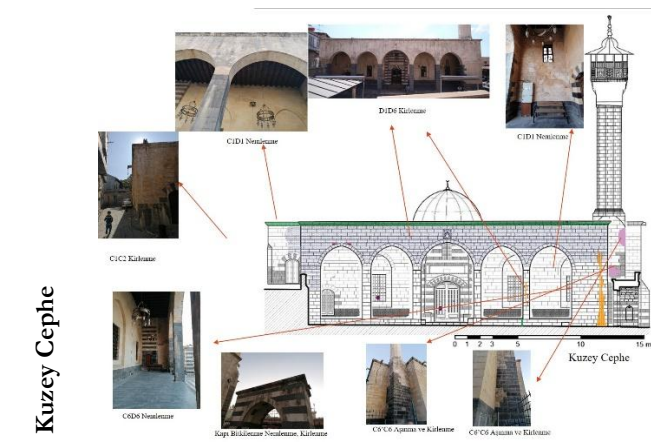 C1D1 Nemlenme
D1D6 Kirlenme
C1D1 Nemlenme
C1C2 Kirlenme
Kuzey Cephe
0 1 2 3 5 10 15 m
Kuzey Cephe
C6D6 Nemlenme
Kapı Bitkilenme Nemlenme, Kirlenme
C6'C6 Aşınma ve Kirlenme
C6'C6 Aşınma ve Kirlenme